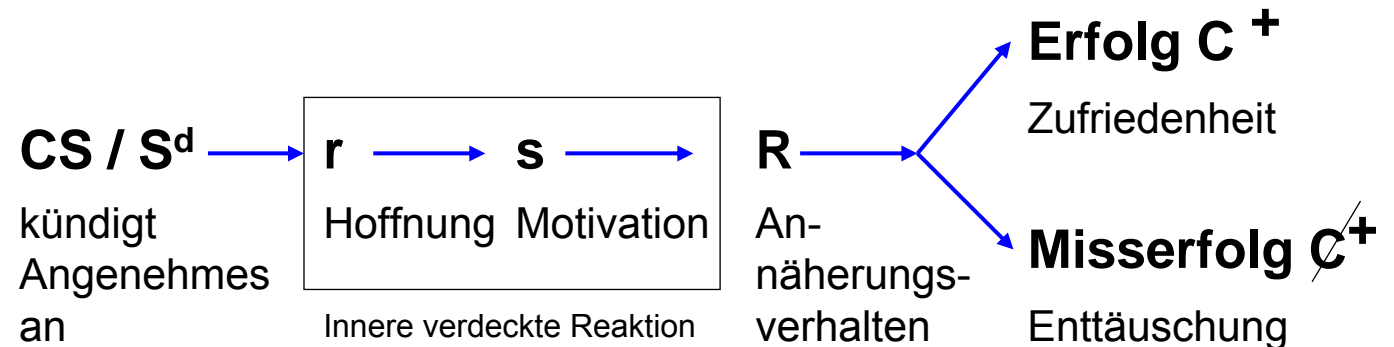 CS / Sᵈ
kündigt
Angenehmes
an
r
Hoffnung
s
Motivation
Innere verdeckte Reaktion
R
An-
näherungs-
verhalten
Erfolg C ⁺
Zufriedenheit
Misserfolg C̸⁺
Enttäuschung